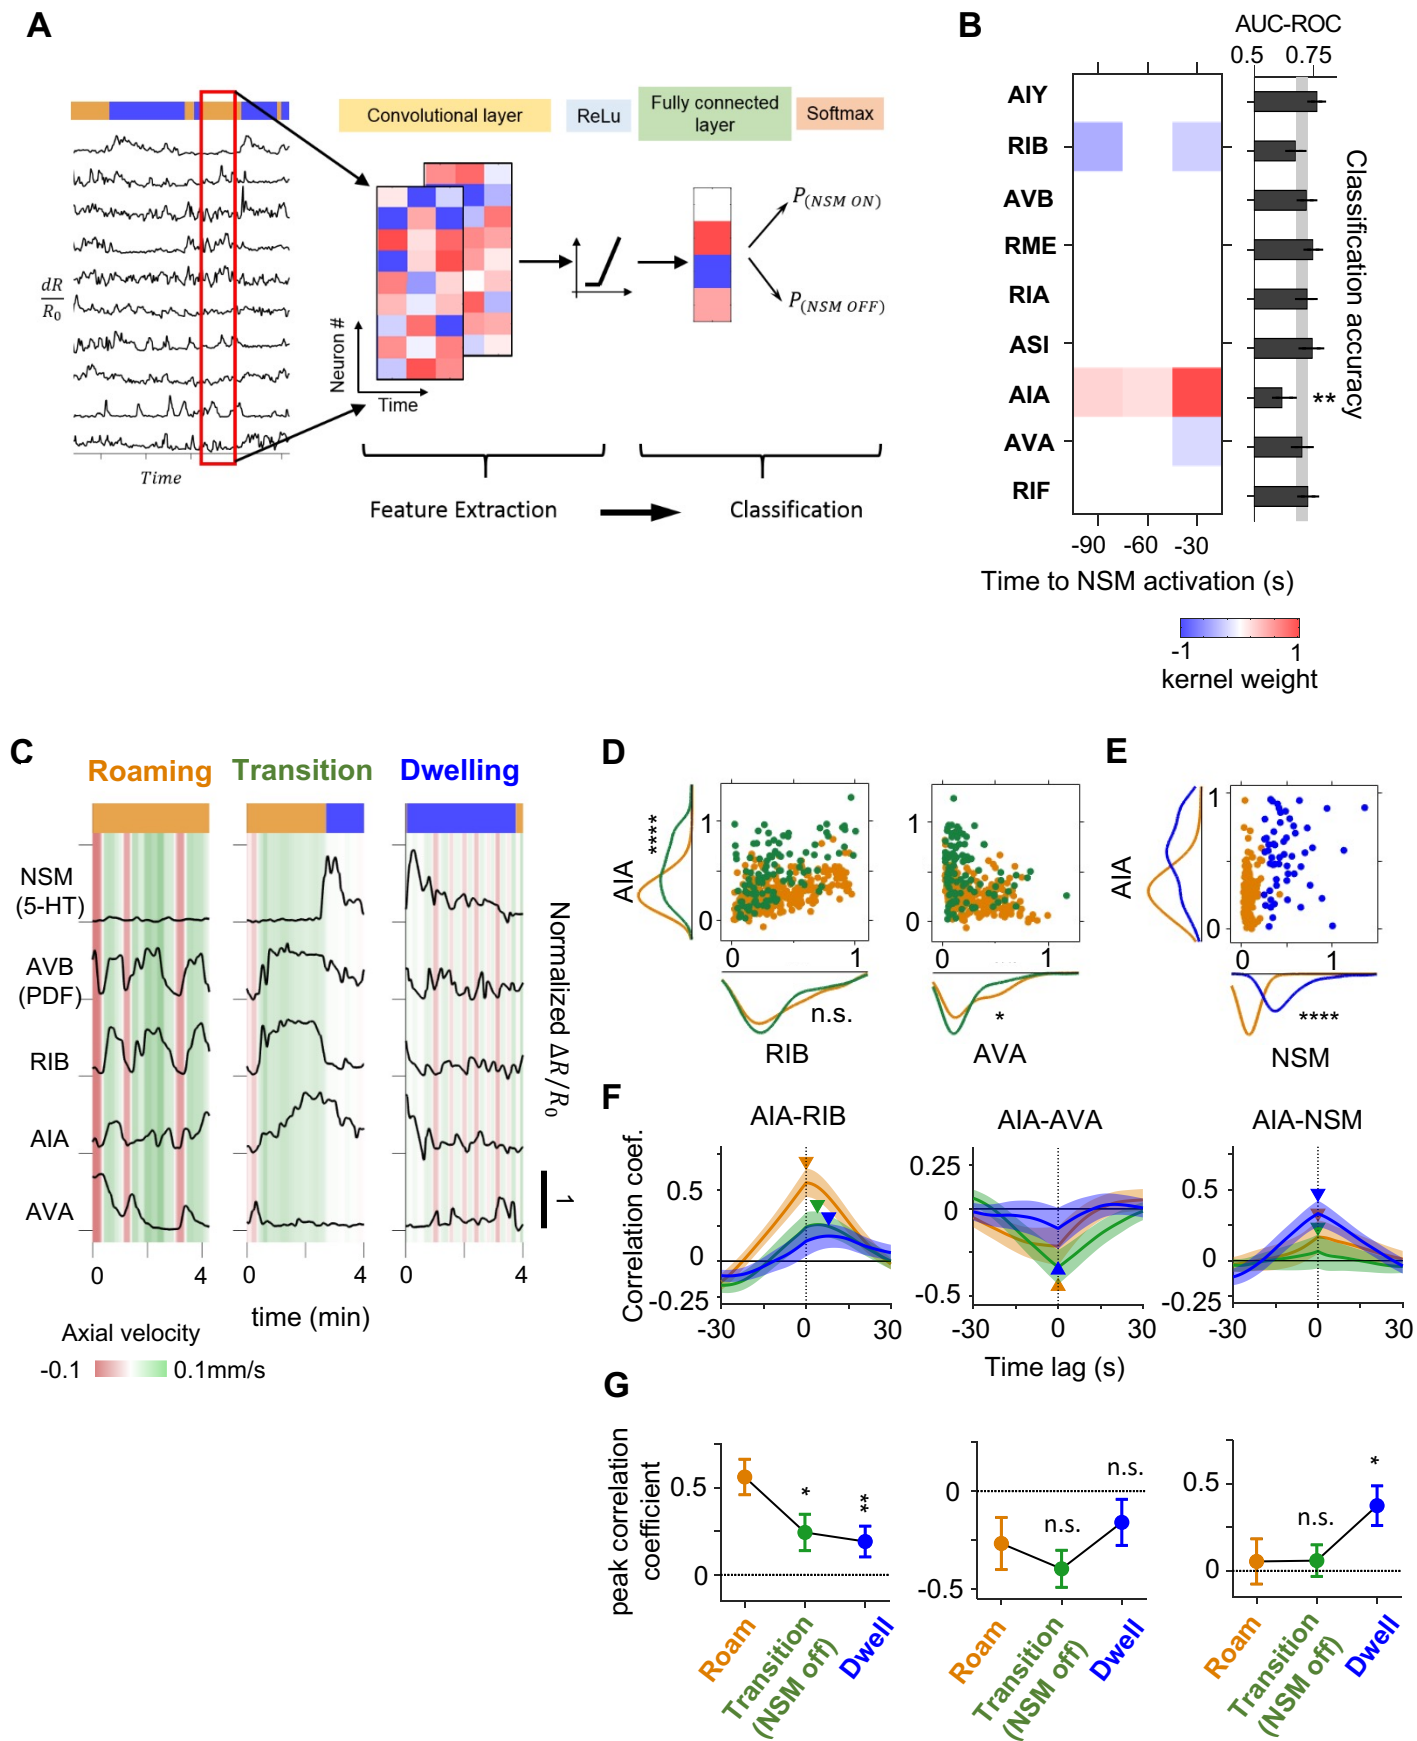 A
Convolutional layer
ReLu
Fully connected
layer
Softmax
dR
R0
Time
Neuron #
Time
P(NSM ON)
P(NSM OFF)
Feature Extraction
Classification
B
AUC-ROC
0.5 0.75
AIY
RIB
AVB
RME
RIA
ASI
AIA
AVA
RIF
**
Classification accuracy
-90 -60 -30
Time to NSM activation (s)
-1 1
kernel weight
C
Roaming Transition Dwelling
NSM
(5-HT)
AVB
(PDF)
RIB
AIA
AVA
Normalized ΔR/R0
1
0 4 0 4 0 4
time (min)
Axial velocity
-0.1 0.1mm/s
D
AIA
****
1
0
0 1
n.s.
RIB
1
0
0 1
*
AVA
E
AIA
1
0
0 1
****
NSM
F
AIA-RIB
AIA-AVA
AIA-NSM
Correlation coef.
0.5
0
-0.25
-30 0 30
0.25
0
-0.5
-30 0 30
0.5
0
-0.25
-30 0 30
Time lag (s)
G
peak correlation
coefficient
0.5
0
*
**
Roam
Transition
(NSM off)
Dwell
0
-0.5
n.s.
n.s.
Roam
Transition
(NSM off)
Dwell
0.5
0
n.s.
*
Roam
Transition
(NSM off)
Dwell